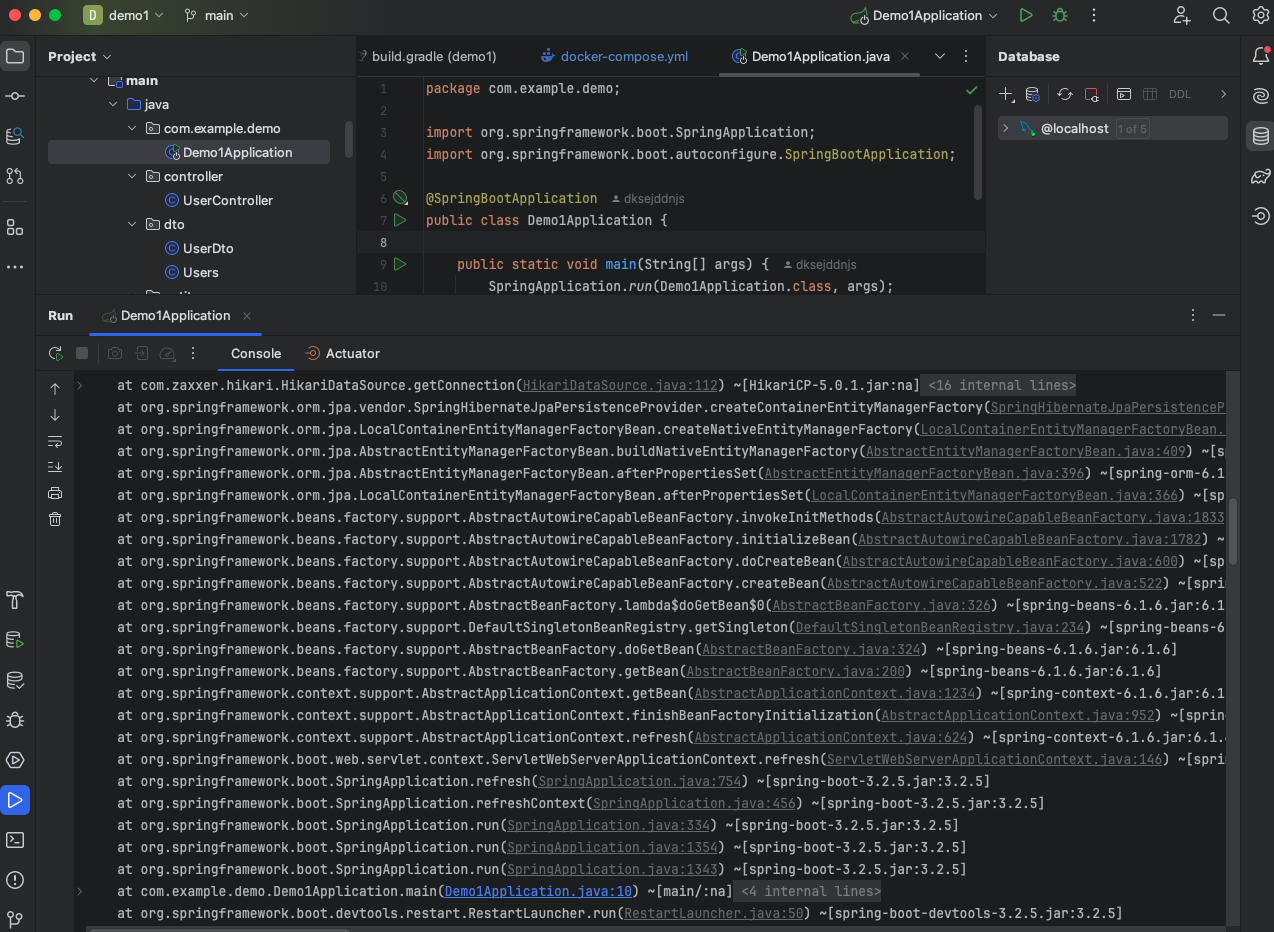 D demo1 main Demo1Application
Project
build.gradle (demo1) docker-compose.yml Demo1Application.java
Database
main
java
com.example.demo
Demo1Application
controller
UserController
dto
UserDto
Users
1 package com.example.demo;
2
3 import org.springframework.boot.SpringApplication;
4 import org.springframework.boot.autoconfigure.SpringBootApplication;
5
6 @SpringBootApplication dksejddnjs
7 public class Demo1Application {
8
9 public static void main(String[] args) { dksejddnjs
10 SpringApplication.run(Demo1Application.class, args);
DDL
@localhost 1 of 5
Run Demo1Application
Console Actuator
at com.zaxxer.hikari.HikariDataSource.getConnection(HikariDataSource.java:112) ~[HikariCP-5.0.1.jar:na] <16 internal lines>
at org.springframework.orm.jpa.vendor.SpringHibernateJpaPersistenceProvider.createContainerEntityManagerFactory(SpringHibernateJpaPersistenceP
at org.springframework.orm.jpa.LocalContainerEntityManagerFactoryBean.createNativeEntityManagerFactory(LocalContainerEntityManagerFactoryBean.
at org.springframework.orm.jpa.AbstractEntityManagerFactoryBean.buildNativeEntityManagerFactory(AbstractEntityManagerFactoryBean.java:409) ~[s
at org.springframework.orm.jpa.AbstractEntityManagerFactoryBean.afterPropertiesSet(AbstractEntityManagerFactoryBean.java:396) ~[spring-orm-6.1
at org.springframework.orm.jpa.LocalContainerEntityManagerFactoryBean.afterPropertiesSet(LocalContainerEntityManagerFactoryBean.java:366) ~[sp
at org.springframework.beans.factory.support.AbstractAutowireCapableBeanFactory.invokeInitMethods(AbstractAutowireCapableBeanFactory.java:1833
at org.springframework.beans.factory.support.AbstractAutowireCapableBeanFactory.initializeBean(AbstractAutowireCapableBeanFactory.java:1782) ~
at org.springframework.beans.factory.support.AbstractAutowireCapableBeanFactory.doCreateBean(AbstractAutowireCapableBeanFactory.java:600) ~[sp
at org.springframework.beans.factory.support.AbstractAutowireCapableBeanFactory.createBean(AbstractAutowireCapableBeanFactory.java:522) ~[spri
at org.springframework.beans.factory.support.AbstractBeanFactory.lambda$doGetBean$0(AbstractBeanFactory.java:326) ~[spring-beans-6.1.6.jar:6.1
at org.springframework.beans.factory.support.DefaultSingletonBeanRegistry.getSingleton(DefaultSingletonBeanRegistry.java:234) ~[spring-beans-6
at org.springframework.beans.factory.support.AbstractBeanFactory.doGetBean(AbstractBeanFactory.java:324) ~[spring-beans-6.1.6.jar:6.1.6]
at org.springframework.beans.factory.support.AbstractBeanFactory.getBean(AbstractBeanFactory.java:200) ~[spring-beans-6.1.6.jar:6.1.6]
at org.springframework.context.support.AbstractApplicationContext.getBean(AbstractApplicationContext.java:1234) ~[spring-context-6.1.6.jar:6.1
at org.springframework.context.support.AbstractApplicationContext.finishBeanFactoryInitialization(AbstractApplicationContext.java:952) ~[sprin
at org.springframework.context.support.AbstractApplicationContext.refresh(AbstractApplicationContext.java:624) ~[spring-context-6.1.6.jar:6.1.
at org.springframework.boot.web.servlet.context.ServletWebServerApplicationContext.refresh(ServletWebServerApplicationContext.java:146) ~[spri
at org.springframework.boot.SpringApplication.refresh(SpringApplication.java:754) ~[spring-boot-3.2.5.jar:3.2.5]
at org.springframework.boot.SpringApplication.refreshContext(SpringApplication.java:456) ~[spring-boot-3.2.5.jar:3.2.5]
at org.springframework.boot.SpringApplication.run(SpringApplication.java:334) ~[spring-boot-3.2.5.jar:3.2.5]
at org.springframework.boot.SpringApplication.run(SpringApplication.java:1354) ~[spring-boot-3.2.5.jar:3.2.5]
at org.springframework.boot.SpringApplication.run(SpringApplication.java:1343) ~[spring-boot-3.2.5.jar:3.2.5]
at com.example.demo.Demo1Application.main(Demo1Application.java:10) ~[main/:na] <4 internal lines>
at org.springframework.boot.devtools.restart.RestartLauncher.run(RestartLauncher.java:50) ~[spring-boot-devtools-3.2.5.jar:3.2.5]